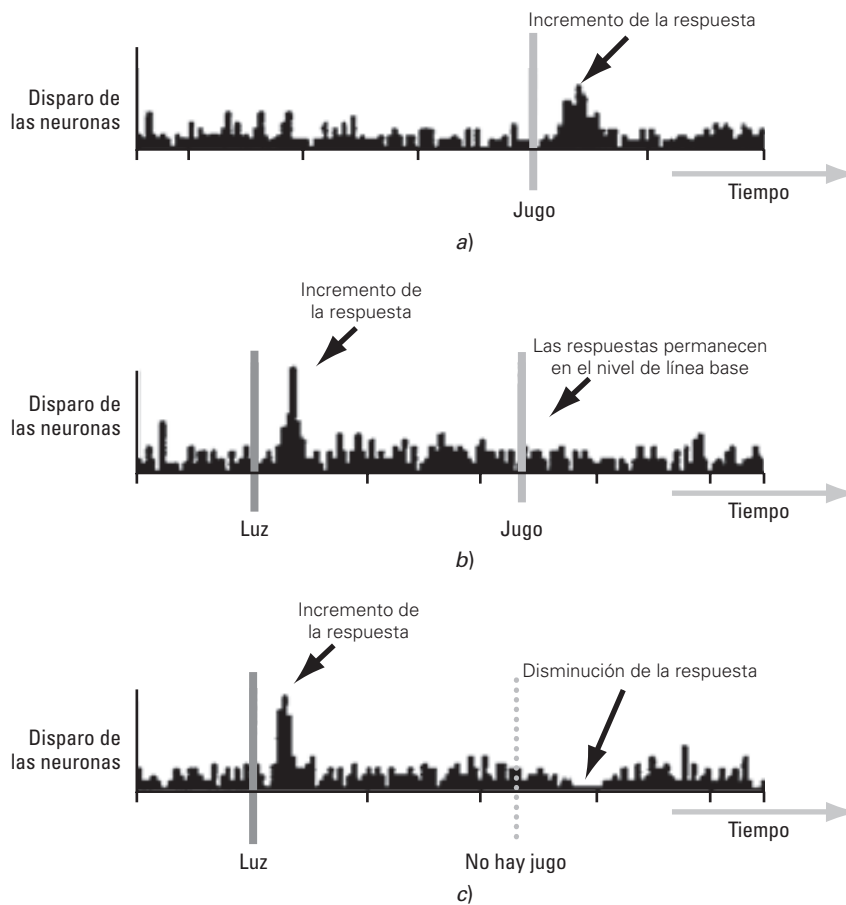 Incremento de la respuesta
Disparo de
las neuronas
Tiempo
Jugo
a)
Incremento de
la respuesta
Las respuestas permanecen
en el nivel de línea base
Disparo de
las neuronas
Tiempo
Luz
Jugo
b)
Incremento de
la respuesta
Disminución de la respuesta
Disparo de
las neuronas
Tiempo
Luz
No hay jugo
c)